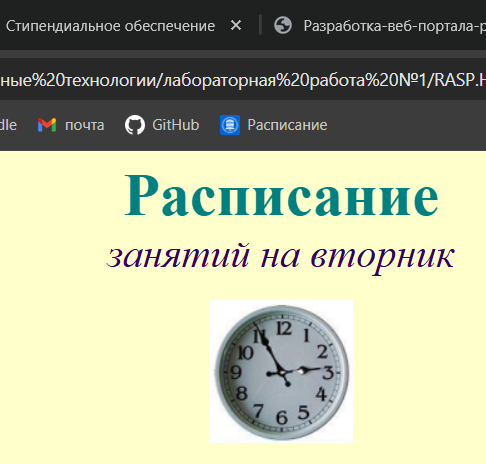 Стипендиальное обеспечение × Разработка-веб-портала-р
ные%20технологии/лабораторная%20работа%20№1/RASP.H
dle почта GitHub Расписание
Расписание
занятий на вторник
12
11 1
10 2
9 3
8 4
7 5
6